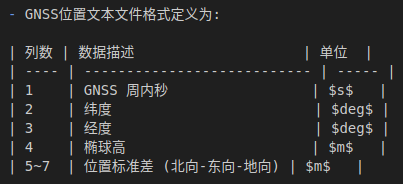 - GNSS位置文本文件格式定义为:
| 列数 | 数据描述 | 单位 |
| ---- | ---------------------------- | ----- |
| 1 | GNSS 周内秒 | $s$ |
| 2 | 纬度 | $deg$ |
| 3 | 经度 | $deg$ |
| 4 | 椭球高 | $m$ |
| 5~7 | 位置标准差 (北向-东向-地向) | $m$ |